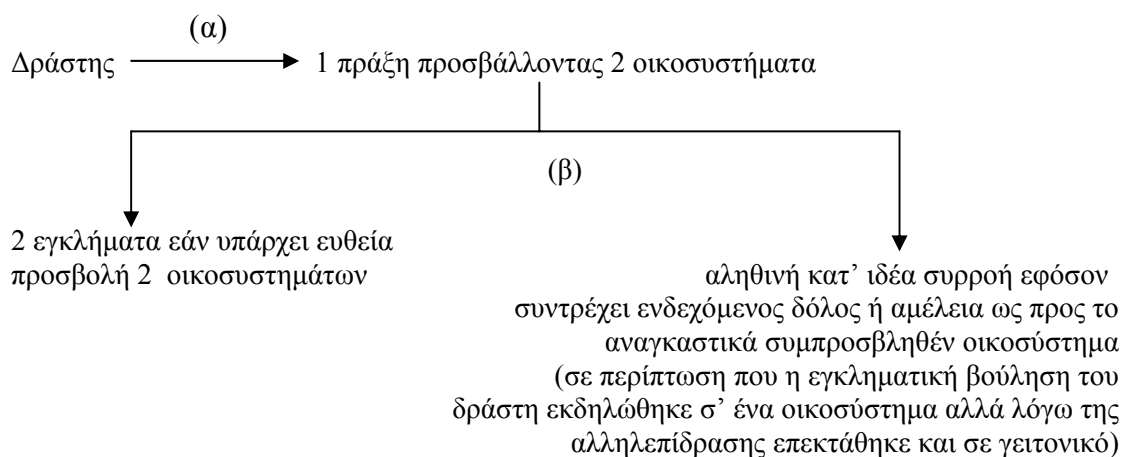 (α)
Δράστης 1 πράξη προσβάλλοντας 2 οικοσυστήματα
(β)
2 εγκλήματα εάν υπάρχει ευθεία
προσβολή 2 οικοσυστημάτων
αληθινή κατ’ ιδέα συρροή εφόσον
συντρέχει ενδεχόμενος δόλος ή αμέλεια ως προς το
αναγκαστικά συμπροσβληθέν οικοσύστημα
(σε περίπτωση που η εγκληματική βούληση του
δράστη εκδηλώθηκε σ’ ένα οικοσύστημα αλλά λόγω της
αλληλεπίδρασης επεκτάθηκε και σε γειτονικό)